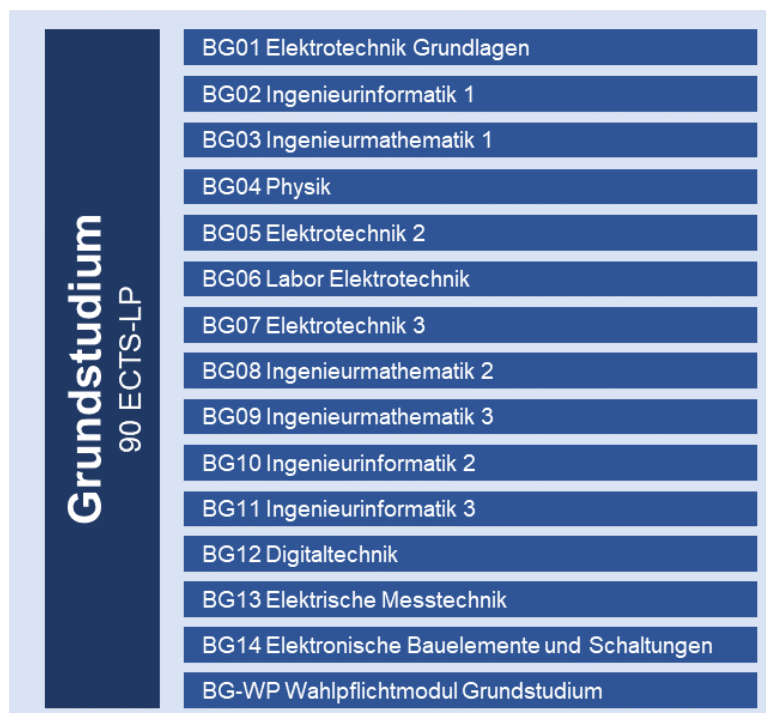 Grundstudium
90 ECTS-LP
BG01 Elektrotechnik Grundlagen
BG02 Ingenieurinformatik 1
BG03 Ingenieurmathematik 1
BG04 Physik
BG05 Elektrotechnik 2
BG06 Labor Elektrotechnik
BG07 Elektrotechnik 3
BG08 Ingenieurmathematik 2
BG09 Ingenieurmathematik 3
BG10 Ingenieurinformatik 2
BG11 Ingenieurinformatik 3
BG12 Digitaltechnik
BG13 Elektrische Messtechnik
BG14 Elektronische Bauelemente und Schaltungen
BG-WP Wahlpflichtmodul Grundstudium